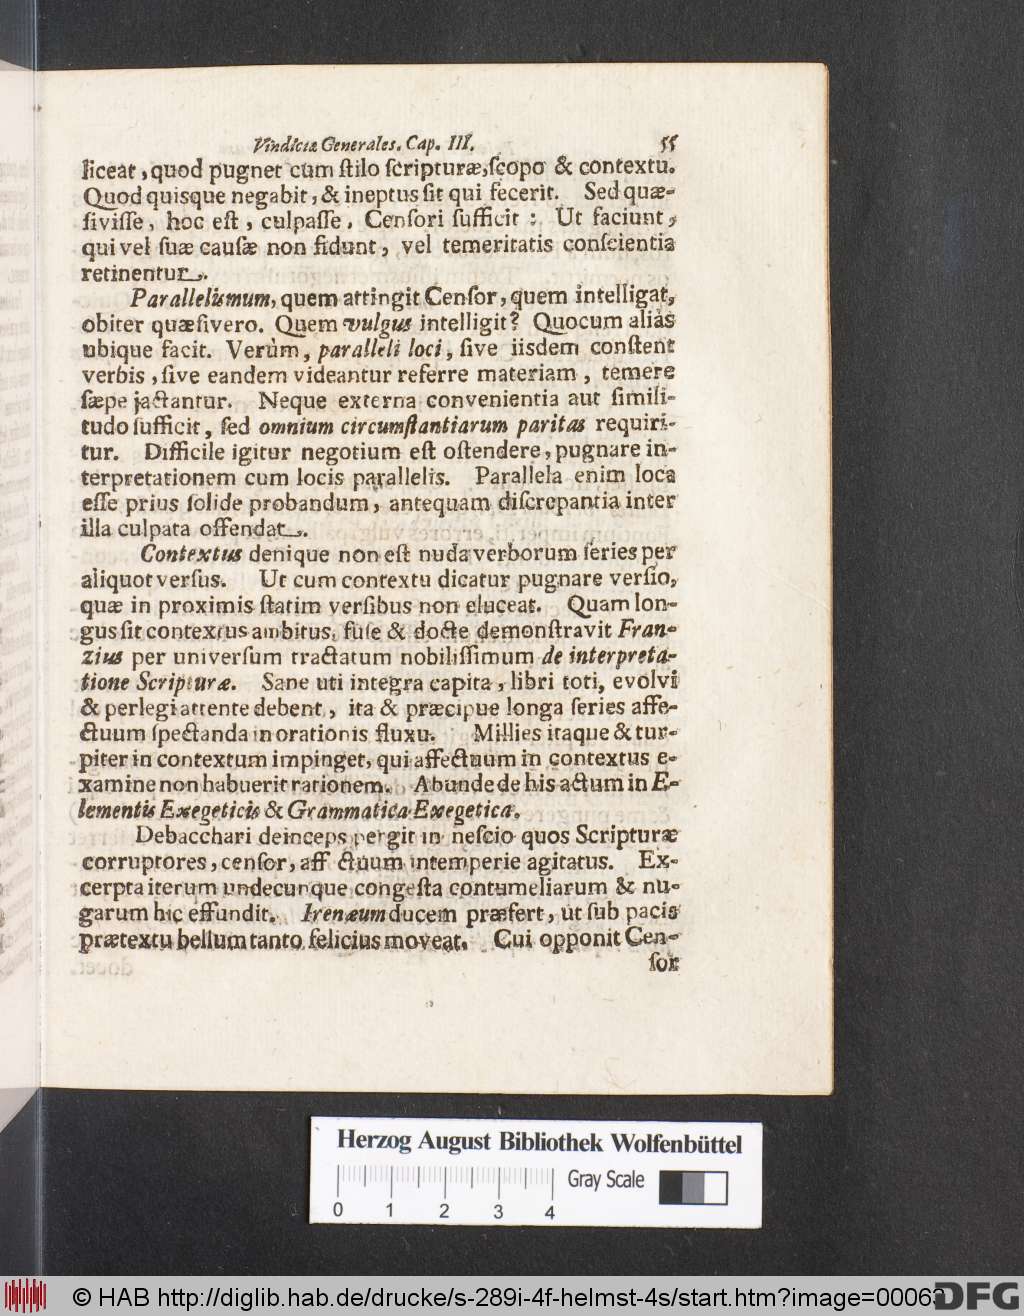 Vindiciæ Generales. Cap. III. 55
liceat, quod pugnet cum ſtilo ſcripturæ, ſcopo & contextu.
Quod quisque negabit, & ineptus ſit qui fecerit. Sed quæ-
ſiviſſe, hoc eſt, culpaſſe, Cenſori ſufficit: Ut faciunt,
qui vel ſuæ cauſæ non fidunt, vel temeritatis conſcientia
retinentur.
Parallelismum, quem attingit Cenſor, quem intelligat,
obiter quæſivero. Quem vulgus intelligit? Quocum aliàs
ubique facit. Verùm, paralleli loci, ſive iisdem conſtent
verbis, ſive eandem videantur referre materiam, temere
ſæpe jactantur. Neque externa convenientia aut ſimili-
tudo ſufficit, ſed omnium circumſtantiarum paritas requiri-
tur. Difficile igitur negotium eſt oſtendere, pugnare in-
terpretationem cum locis parallelis. Parallela enim loca
eſſe prius ſolide probandum, antequam diſcrepantia inter
illa culpata offendat.
Contextus denique non eſt nuda verborum ſeries per
aliquot verſus. Ut cum contextu dicatur pugnare verſio,
quæ in proximis ſtatim verſibus non eluceat. Quam lon-
gus ſit contextus ambitus, fuſe & docte demonſtravit Fran-
zius per univerſum tractatum nobiliſſimum de interpreta-
tione Scripturæ. Sane uti integra capita, libri toti, evolvi
& perlegi attente debent, ita & præcipue longa ſeries affe-
ctuum ſpectanda in orationis fluxu. Millies itaque & tur-
piter in contextum impinget, qui affectuum in contextus e-
xamine non habuerit rationem. Abunde de his actum in E-
lementis Exegeticis & Grammatica Exegetica.
Debacchari deinceps pergit in neſcio quos Scripturæ
corruptores, cenſor, aff ctuum intemperie agitatus. Ex-
cerpta iterum undecunque congeſta contumeliarum & nu-
garum hic effundit. Irenæum ducem præfert, ut ſub pacis
prætextu bellum tanto felicius moveat. Cui opponit Cen-
ſor
Herzog August Bibliothek Wolfenbüttel
Gray Scale
0 1 2 3 4
© HAB http://diglib.hab.de/drucke/s-289i-4f-helmst-4s/start.htm?image=00063
DFG